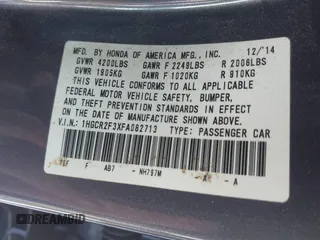 MFD. BY HONDA OF AMERICA MFG., INC. 12/'14
GVWR 4200LBS GAWR F 2249LBS R 2006LBS
GVWR 1905KG GAWR F 1020KG R 910KG
THIS VEHICLE CONFORMS TO ALL APPLICABLE
FEDERAL MOTOR VEHICLE SAFETY, BUMPER,
AND THEFT PREVENTION STANDARDS IN EFFECT
ON THE DATE OF MANUFACTURE SHOWN ABOVE.
V.I.N.: 1HGCR2F3XFA082713 TYPE: PASSENGER CAR
AB7 NH797M A - A
DREAMBID